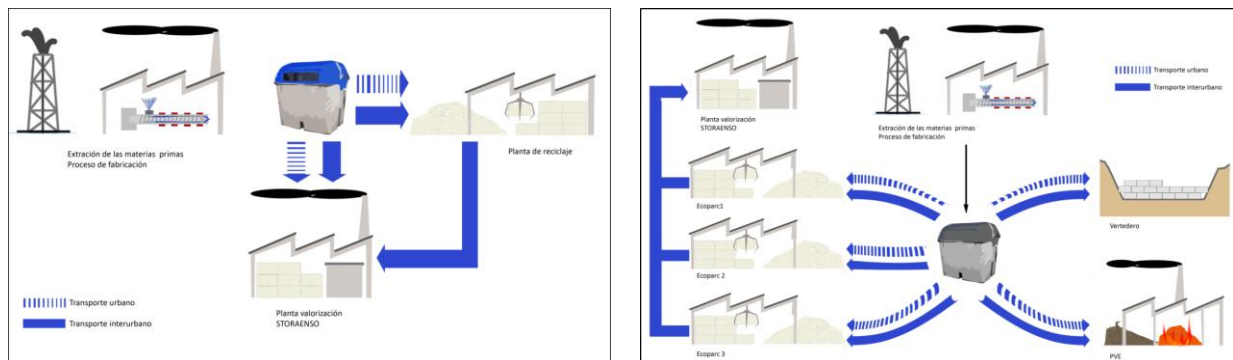 Extración de las materias primas
Proceso de fabricación
Planta de reciclaje
Transporte urbano
Transporte interurbano
Planta valorización
STORAENSO
Planta valorización
STORAENSO
Extración de las materias primas
Proceso de fabricación
Transporte urbano
Transporte interurbano
Ecoparc1
Vertedero
Ecoparc 2
Ecoparc 3
PVE